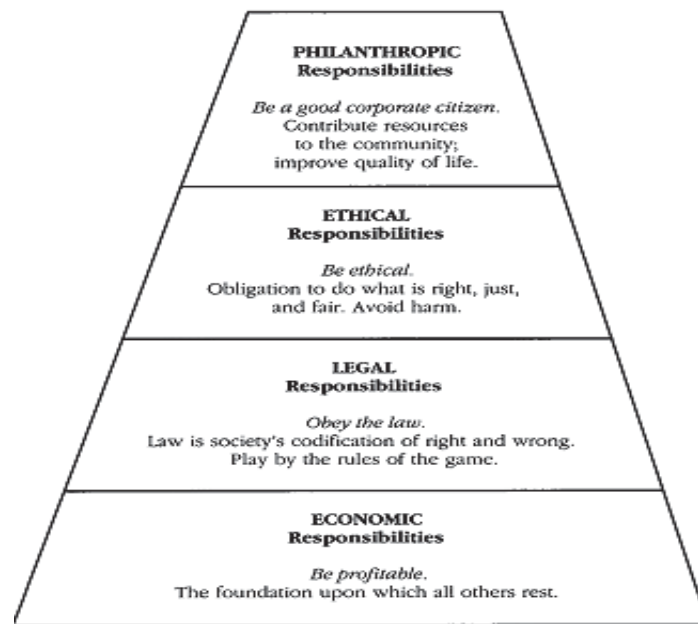 PHILANTHROPIC
Responsibilities
Be a good corporate citizen.
Contribute resources
to the community;
improve quality of life.
ETHICAL
Responsibilities
Be ethical.
Obligation to do what is right, just,
and fair. Avoid harm.
LEGAL
Responsibilities
Obey the law.
Law is society's codification of right and wrong.
Play by the rules of the game.
ECONOMIC
Responsibilities
Be profitable.
The foundation upon which all others rest.